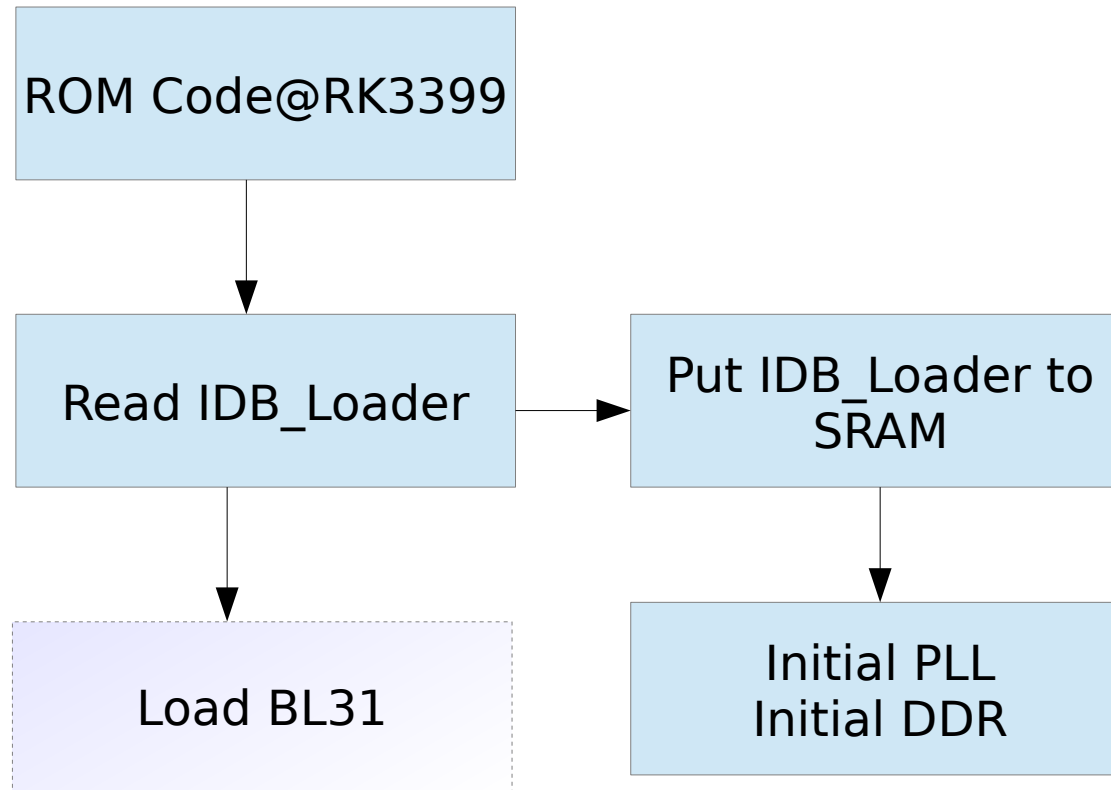 ROM Code@RK3399
Read IDB_Loader
Put IDB_Loader to
SRAM
Load BL31
Initial PLL
Initial DDR